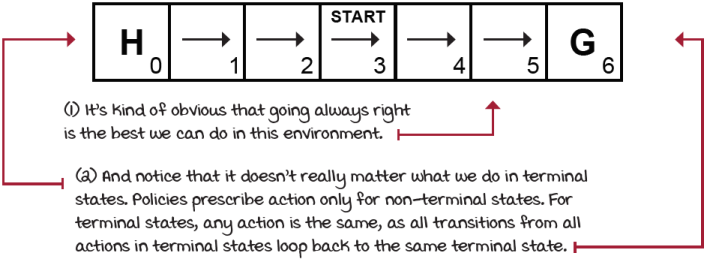 START
H G
0 1 2 3 4 5 6
(1) It's kind of obvious that going always right
is the best we can do in this environment.
(2) And notice that it doesn't really matter what we do in terminal
states. Policies prescribe action only for non-terminal states. For
terminal states, any action is the same, as all transitions from all
actions in terminal states loop back to the same terminal state.